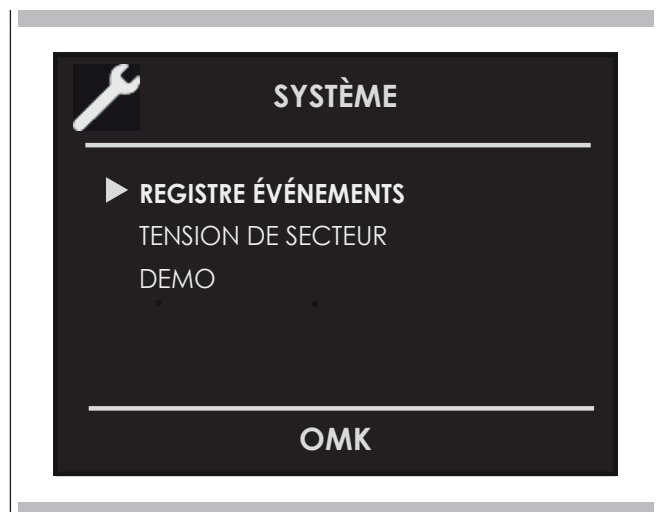 SYSTÈME
REGISTRE ÉVÉNEMENTS
TENSION DE SECTEUR
DEMO
OMK